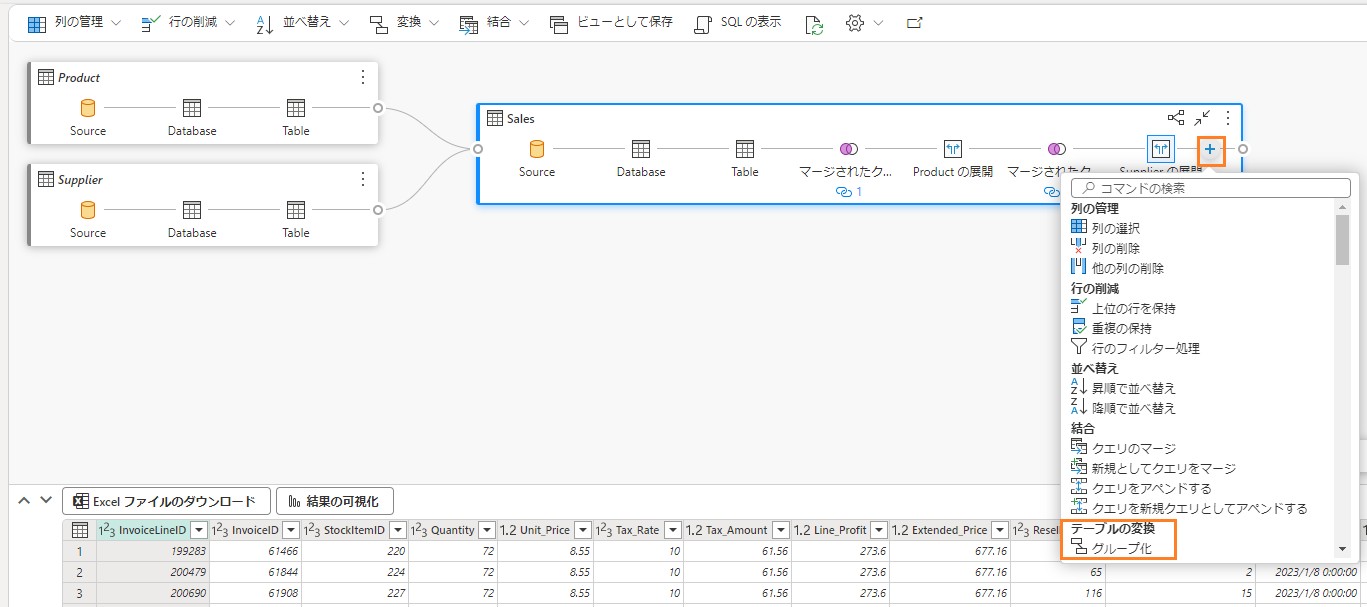 列の管理 行の削減 並べ替え 変換 結合 ビューとして保存 SQL の表示
Product
Source Database Table
Supplier
Source Database Table
Sales
Source Database Table マージされたク... Product の展開 マージされたク Supplier の展開
1
コマンドの検索
列の管理
列の選択
列の削除
他の列の削除
行の削減
上位の行を保持
重複の保持
行のフィルター処理
並べ替え
昇順で並べ替え
降順で並べ替え
結合
クエリのマージ
新規としてクエリをマージ
クエリをアペンドする
クエリを新規クエリとしてアペンドする
テーブルの変換
グループ化
Excel ファイルのダウンロード 結果の可視化
123 InvoiceLineID 123 InvoiceID 123 StockItemID 123 Quantity 1.2 Unit_Price 123 Tax_Rate 1.2 Tax_Amount 1.2 Line_Profit 1.2 Extended_Price 123 Resel
1 199283 61466 220 72 8.55 10 61.56 273.6 677.16
2 200479 61844 224 72 8.55 10 61.56 273.6 677.16 65 2 2023/1/8 0:00:00
3 200690 61908 227 72 8.55 10 61.56 273.6 677.16 116 15 2023/1/8 0:00:00